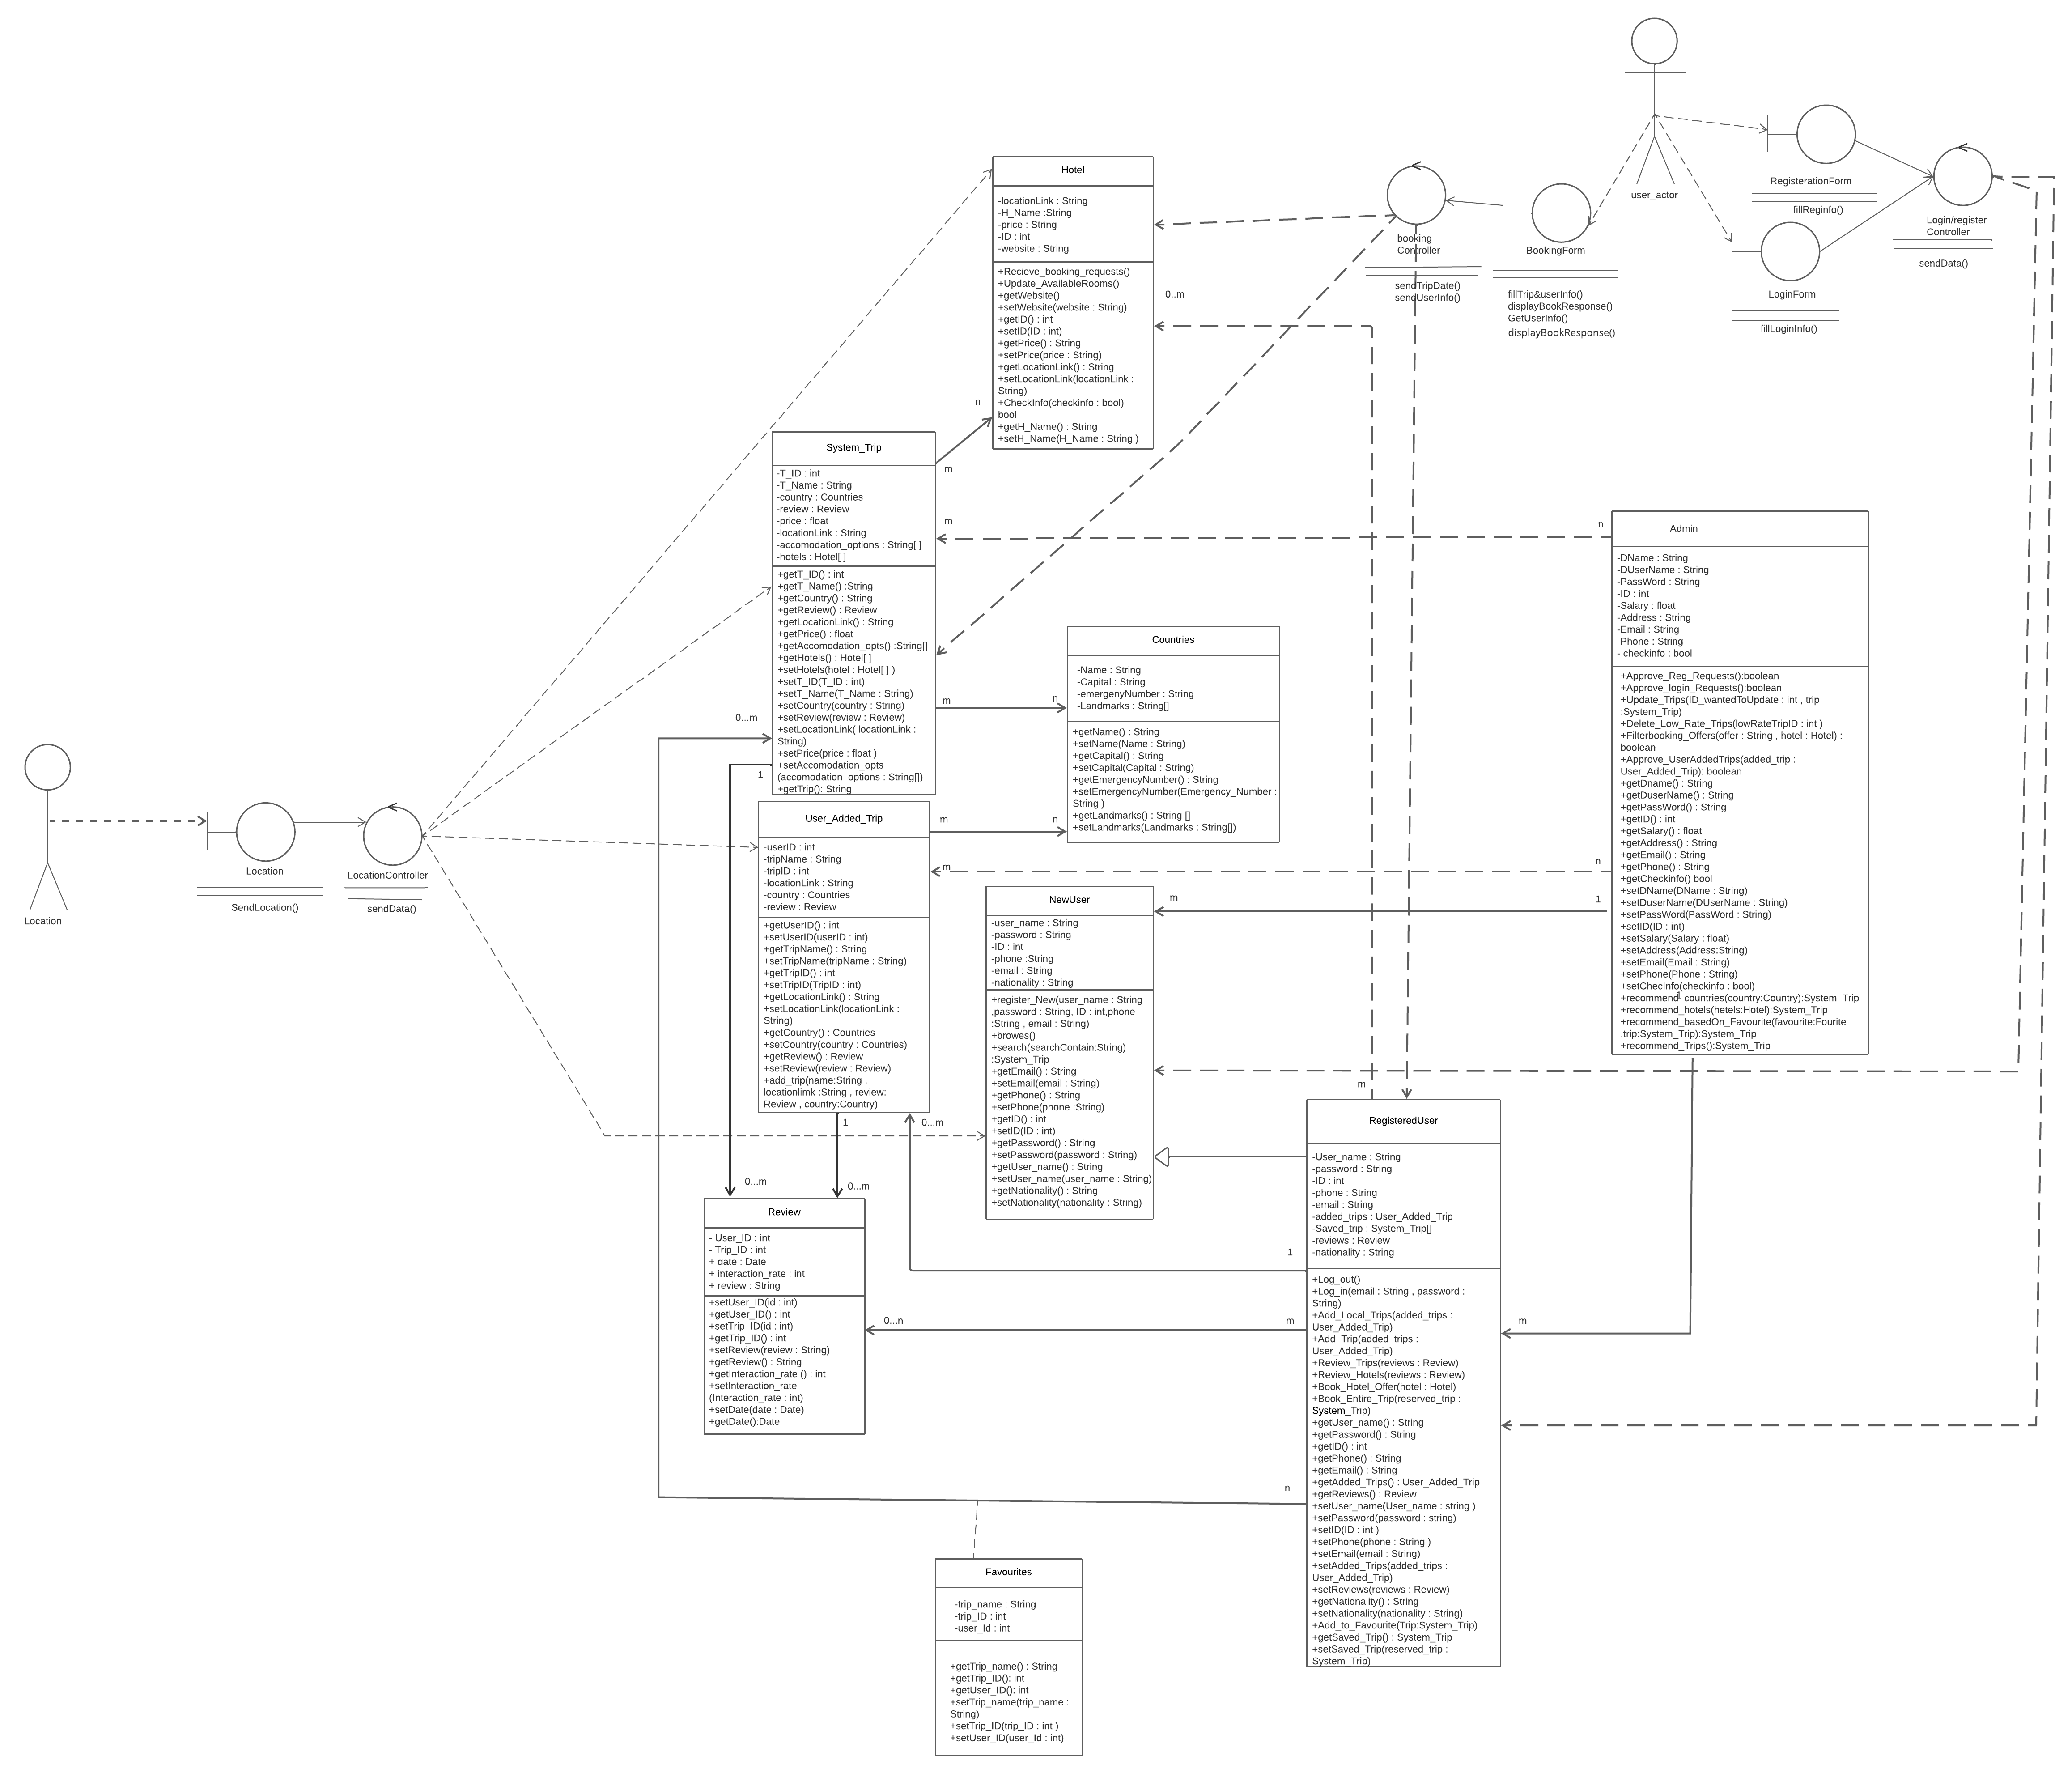 user_actor
RegisterationForm
fillReginfo()
Login/register
Controller
sendData()
LoginForm
fillLoginInfo()
booking
Controller
sendTripDate()
sendUserInfo()
BookingForm
fillTrip&userInfo()
displayBookResponse()
GetUserInfo()
displayBookResponse()
Hotel
-locationLink : String
-H_Name :String
-price : String
-ID : int
-website : String
+Recieve_booking_requests()
+Update_AvailableRooms()
+getWebsite()
+setWebsite(website : String)
+getID() : int
+setID(ID : int)
+getPrice() : String
+setPrice(price : String)
+getLocationLink() : String
+setLocationLink(locationLink :
String)
+CheckInfo(checkinfo : bool)
bool
+getH_Name() : String
+setH_Name(H_Name : String )
0..m
n
m
System_Trip
-T_ID : int
-T_Name : String
-country : Countries
-review : Review
-price : float
-locationLink : String
-accomodation_options : String[ ]
-hotels : Hotel[ ]
+getT_ID() : int
+getT_Name() :String
+getCountry() : String
+getReview() : Review
+getLocationLink() : String
+getPrice() : float
+getAccomodation_opts() :String[]
+getHotels() : Hotel[ ]
+setHotels(hotel : Hotel[ ] )
+setT_ID(T_ID : int)
+setT_Name(T_Name : String)
+setCountry(country : String)
+setReview(review : Review)
+setLocationLink( locationLink :
String)
+setPrice(price : float )
+setAccomodation_opts
(accomodation_options : String[])
+getTrip(): String
m
n
m
n
0...m
1
Countries
-Name : String
-Capital : String
-emergenyNumber : String
-Landmarks : String[]
+getName() : String
+setName(Name : String)
+getCapital() : String
+setCapital(Capital : String)
+getEmergencyNumber() : String
+setEmergencyNumber(Emergency_Number :
String )
+getLandmarks() : String []
+setLandmarks(Landmarks : String[])
Admin
-DName : String
-DUserName : String
-PassWord : String
-ID : int
-Salary : float
-Address : String
-Email : String
-Phone : String
- checkinfo : bool
+Approve_Reg_Requests():boolean
+Approve_login_Requests():boolean
+Update_Trips(ID_wantedToUpdate : int , trip
:System_Trip)
+Delete_Low_Rate_Trips(lowRateTripID : int )
+Filterbooking_Offers(offer : String , hotel : Hotel) :
boolean
+Approve_UserAddedTrips(added_trip :
User_Added_Trip): boolean
+getDname() : String
+getDuserName() : String
+getPassWord() : String
+getID() : int
+getSalary() : float
+getAddress() : String
+getEmail() : String
+getPhone() : String
+getCheckinfo() bool
+setDName(DName : String)
+setDuserName(DUserName : String)
+setPassWord(PassWord : String)
+setID(ID : int)
+setSalary(Salary : float)
+setAddress(Address:String)
+setEmail(Email : String)
+setPhone(Phone : String)
+setChecInfo(checkinfo : bool)
+recommend_countries(country:Country):System_Trip
+recommend_hotels(hetels:Hotel):System_Trip
+recommend_basedOn_Favourite(favourite:Fourite
,trip:System_Trip):System_Trip
+recommend_Trips():System_Trip
1
Location
Location
SendLocation()
LocationController
sendData()
User_Added_Trip
-userID : int
-tripName : String
-tripID : int
-locationLink : String
-country : Countries
-review : Review
+getUserID() : int
+setUserID(userID : int)
+getTripName() : String
+setTripName(tripName : String)
+getTripID() : int
+setTripID(TripID : int)
+getLocationLink() : String
+setLocationLink(locationLink :
String)
+getCountry() : Countries
+setCountry(country : Countries)
+getReview() : Review
+setReview(review : Review)
+add_trip(name:String ,
locationlimk :String , review:
Review , country:Country)
m
n
m
n
m
1
1
0...m
NewUser
-user_name : String
-password : String
-ID : int
-phone :String
-email : String
-nationality : String
+register_New(user_name : String
,password : String, ID : int,phone
:String , email : String)
+browes()
+search(searchContain:String)
:System_Trip
+getEmail() : String
+setEmail(email : String)
+getPhone() : String
+setPhone(phone :String)
+getID() : int
+setID(ID : int)
+getPassword() : String
+setPassword(password : String)
+getUser_name() : String
+setUser_name(user_name : String)
+getNationality() : String
+setNationality(nationality : String)
m
RegisteredUser
-User_name : String
-password : String
-ID : int
-phone : String
-email : String
-added_trips : User_Added_Trip
-Saved_trip : System_Trip[]
-reviews : Review
-nationality : String
+Log_out()
+Log_in(email : String , password :
String)
+Add_Local_Trips(added_trips :
User_Added_Trip)
+Add_Trip(added_trips :
User_Added_Trip)
+Review_Trips(reviews : Review)
+Review_Hotels(reviews : Review)
+Book_Hotel_Offer(hotel : Hotel)
+Book_Entire_Trip(reserved_trip :
System_Trip)
+getUser_name() : String
+getPassword() : String
+getID() : int
+getPhone() : String
+getEmail() : String
+getAdded_Trips() : User_Added_Trip
+getReviews() : Review
+setUser_name(User_name : string )
+setPassword(password : string)
+setID(ID : int )
+setPhone(phone : String )
+setEmail(email : String)
+setAdded_Trips(added_trips :
User_Added_Trip)
+setReviews(reviews : Review)
+getNationality() : String
+setNationality(nationality : String)
+Add_to_Favourite(Trip:System_Trip)
+getSaved_Trip() : System_Trip
+setSaved_Trip(reserved_trip :
System_Trip)
0...m
0...m
1
0...n
m
m
n
Review
- User_ID : int
- Trip_ID : int
+ date : Date
+ interaction_rate : int
+ review : String
+setUser_ID(id : int)
+getUser_ID() : int
+setTrip_ID(id : int)
+getTrip_ID() : int
+setReview(review : String)
+getReview() : String
+getInteraction_rate () : int
+setInteraction_rate
(Interaction_rate : int)
+setDate(date : Date)
+getDate():Date
Favourites
-trip_name : String
-trip_ID : int
-user_Id : int
+getTrip_name() : String
+getTrip_ID(): int
+getUser_ID(): int
+setTrip_name(trip_name :
String)
+setTrip_ID(trip_ID : int )
+setUser_ID(user_Id : int)